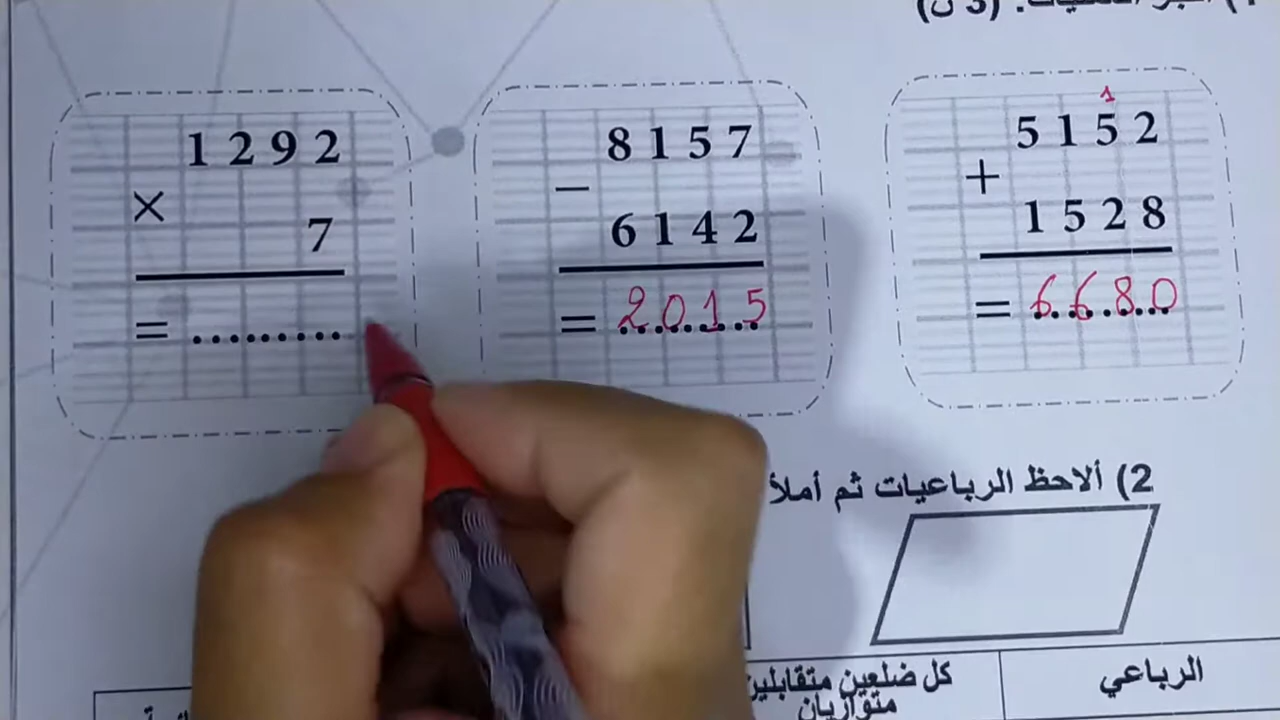 (3 ن)
1
5152
+
1528
= 6680
8157
−
6142
= 2015
1292
×
7
= .........
2) ألاحظ الرباعيات ثم أملأ
الرباعي
كل ضلعين متقابلين
متوازيان